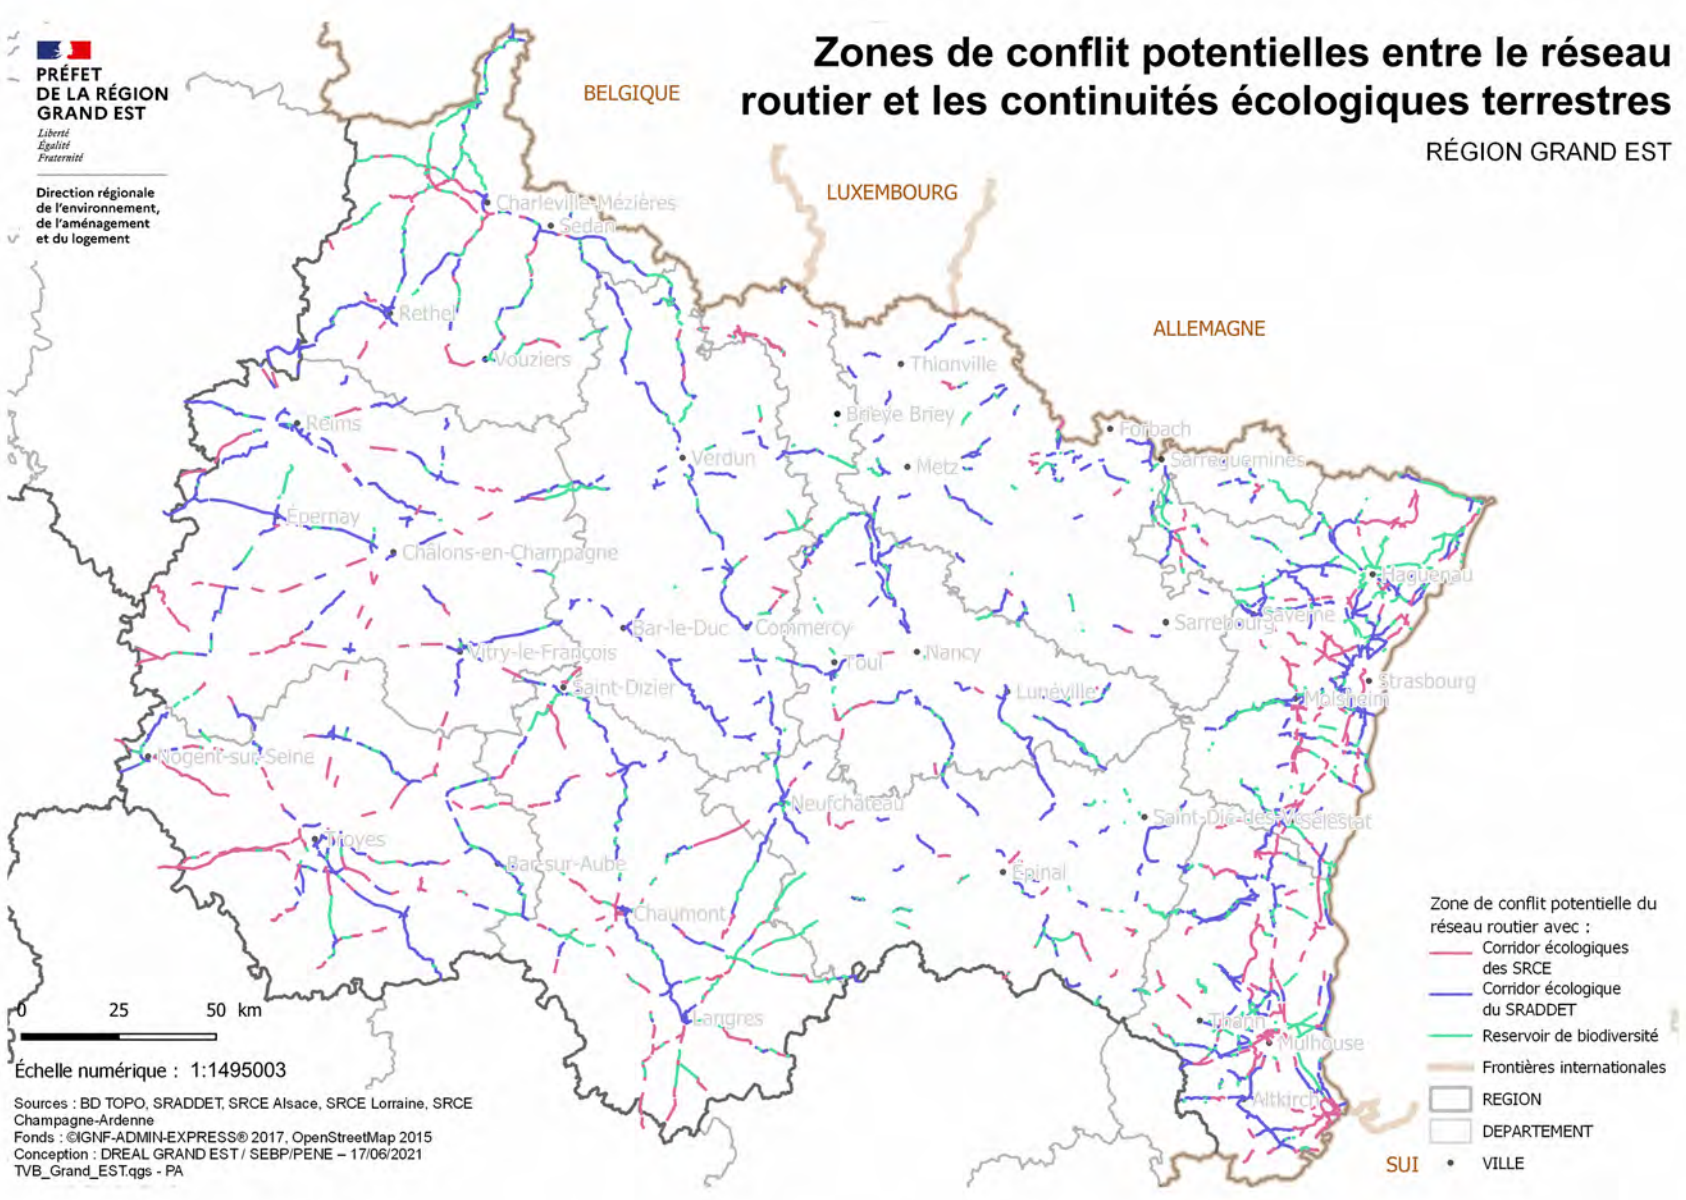 Zones de conflit potentielles entre le réseau
routier et les continuités écologiques terrestres
RÉGION GRAND EST
PRÉFET
DE LA RÉGION
GRAND EST
Liberté
Égalité
Fraternité
Direction régionale
de l'environnement,
de l'aménagement
et du logement
BELGIQUE
LUXEMBOURG
ALLEMAGNE
Charleville-Mézières
Sedan
Rethel
Vouziers
Thionville
Reims
Brieye Briey
Forbach
Verdun
Metz
Sarreguemines
Épernay
Châlons-en-Champagne
Haguenau
Saverne
Bar-le-Duc
Commercy
Sarrebourg
Vitry-le-François
Toul
Nancy
Saint-Dizier
Lunéville
Strasbourg
Molsheim
Nogent-sur-Seine
Neufchâteau
Saint-Dié-des-Vosges
Sélestat
Troyes
Bar-sur-Aube
Épinal
Chaumont
Langres
Thann
Mulhouse
Altkirch
SUI
Zone de conflit potentielle du
réseau routier avec :
Corridor écologiques
des SRCE
Corridor écologique
du SRADDET
Reservoir de biodiversité
Frontières internationales
REGION
DEPARTEMENT
VILLE
0 25 50 km
Échelle numérique : 1:1495003
Sources : BD TOPO, SRADDET, SRCE Alsace, SRCE Lorraine, SRCE
Champagne-Ardenne
Fonds : ©IGNF-ADMIN-EXPRESS® 2017, OpenStreetMap 2015
Conception : DREAL GRAND EST / SEBP/PENE – 17/06/2021
TVB_Grand_EST.qgs - PA